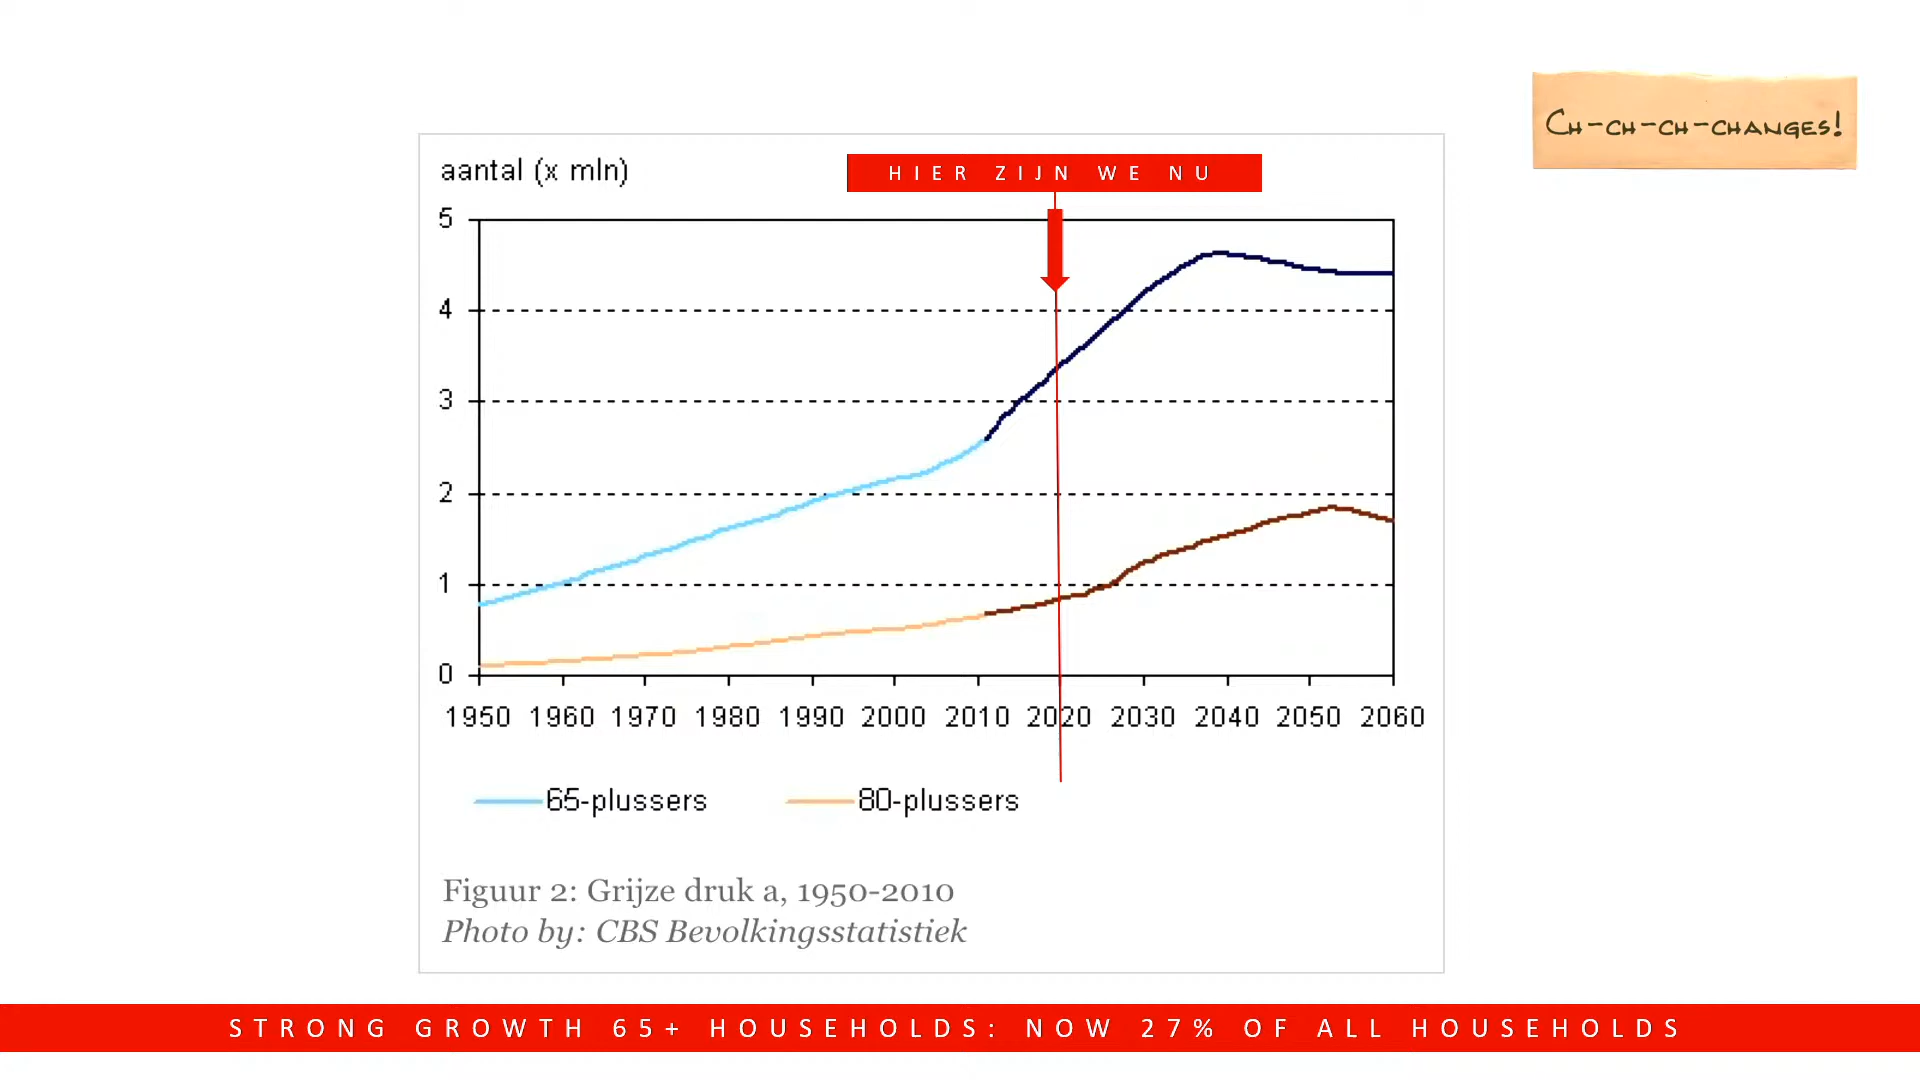 Ch-ch-ch-changes!
aantal (x mln)
HIER ZIJN WE NU
5
4
3
2
1
0
1950 1960 1970 1980 1990 2000 2010 2020 2030 2040 2050 2060
65-plussers 80-plussers
Figuur 2: Grijze druk a, 1950-2010
Photo by: CBS Bevolkingsstatistiek
STRONG GROWTH 65+ HOUSEHOLDS: NOW 27% OF ALL HOUSEHOLDS